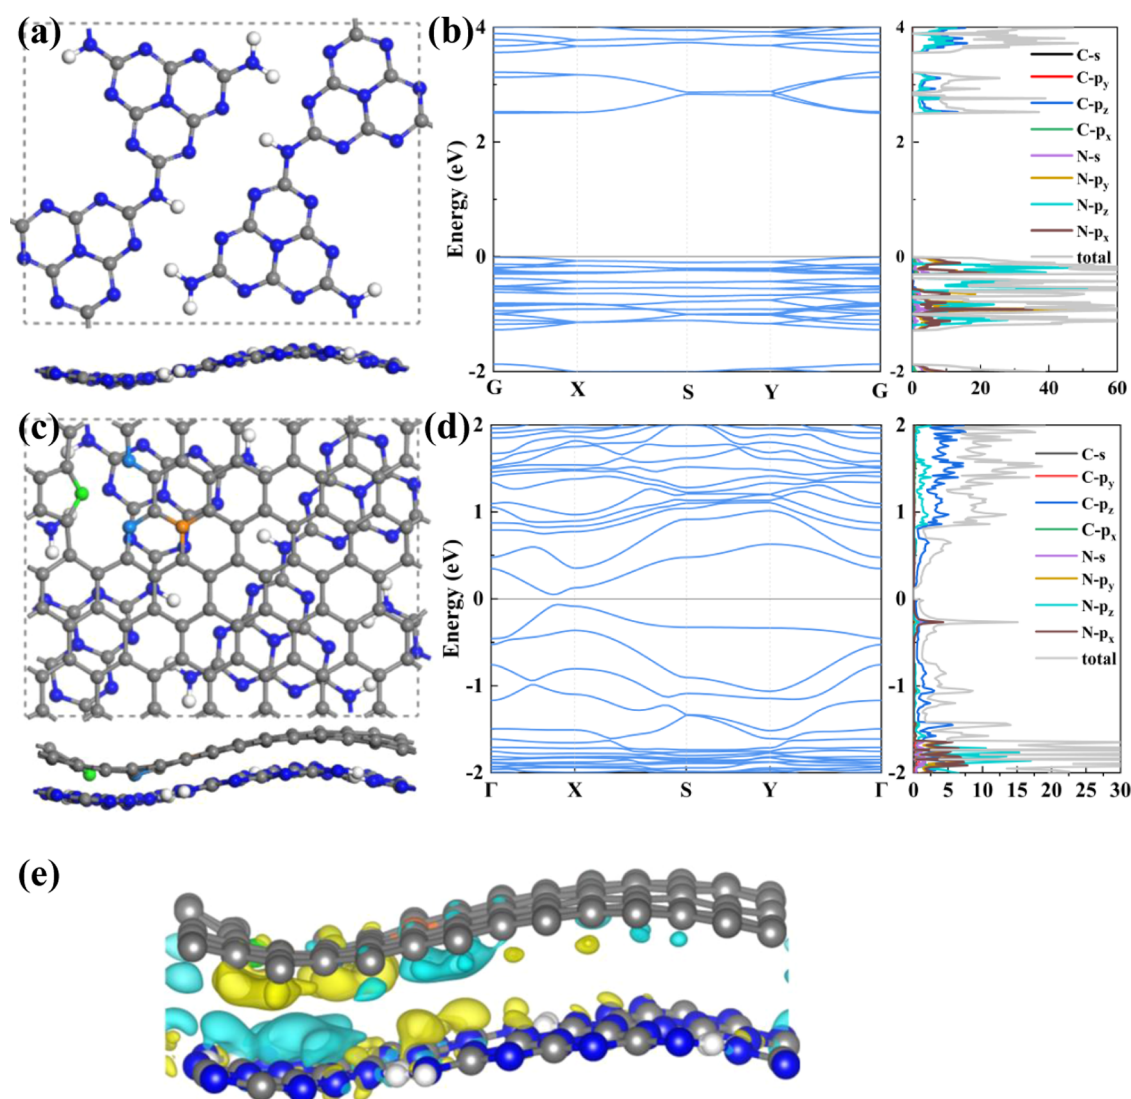 (a)
(b)
4
2
0
-2
Energy (eV)
G X S Y G
4
2
0
-2
0 20 40 60
C-s
C-py
C-pz
C-px
N-s
N-py
N-pz
N-px
total
(c)
(d)
2
1
0
-1
-2
Energy (eV)
Γ X S Y Γ
2
1
0
-1
-2
0 5 10 15 20 25 30
C-s
C-py
C-pz
C-px
N-s
N-py
N-pz
N-px
total
(e)